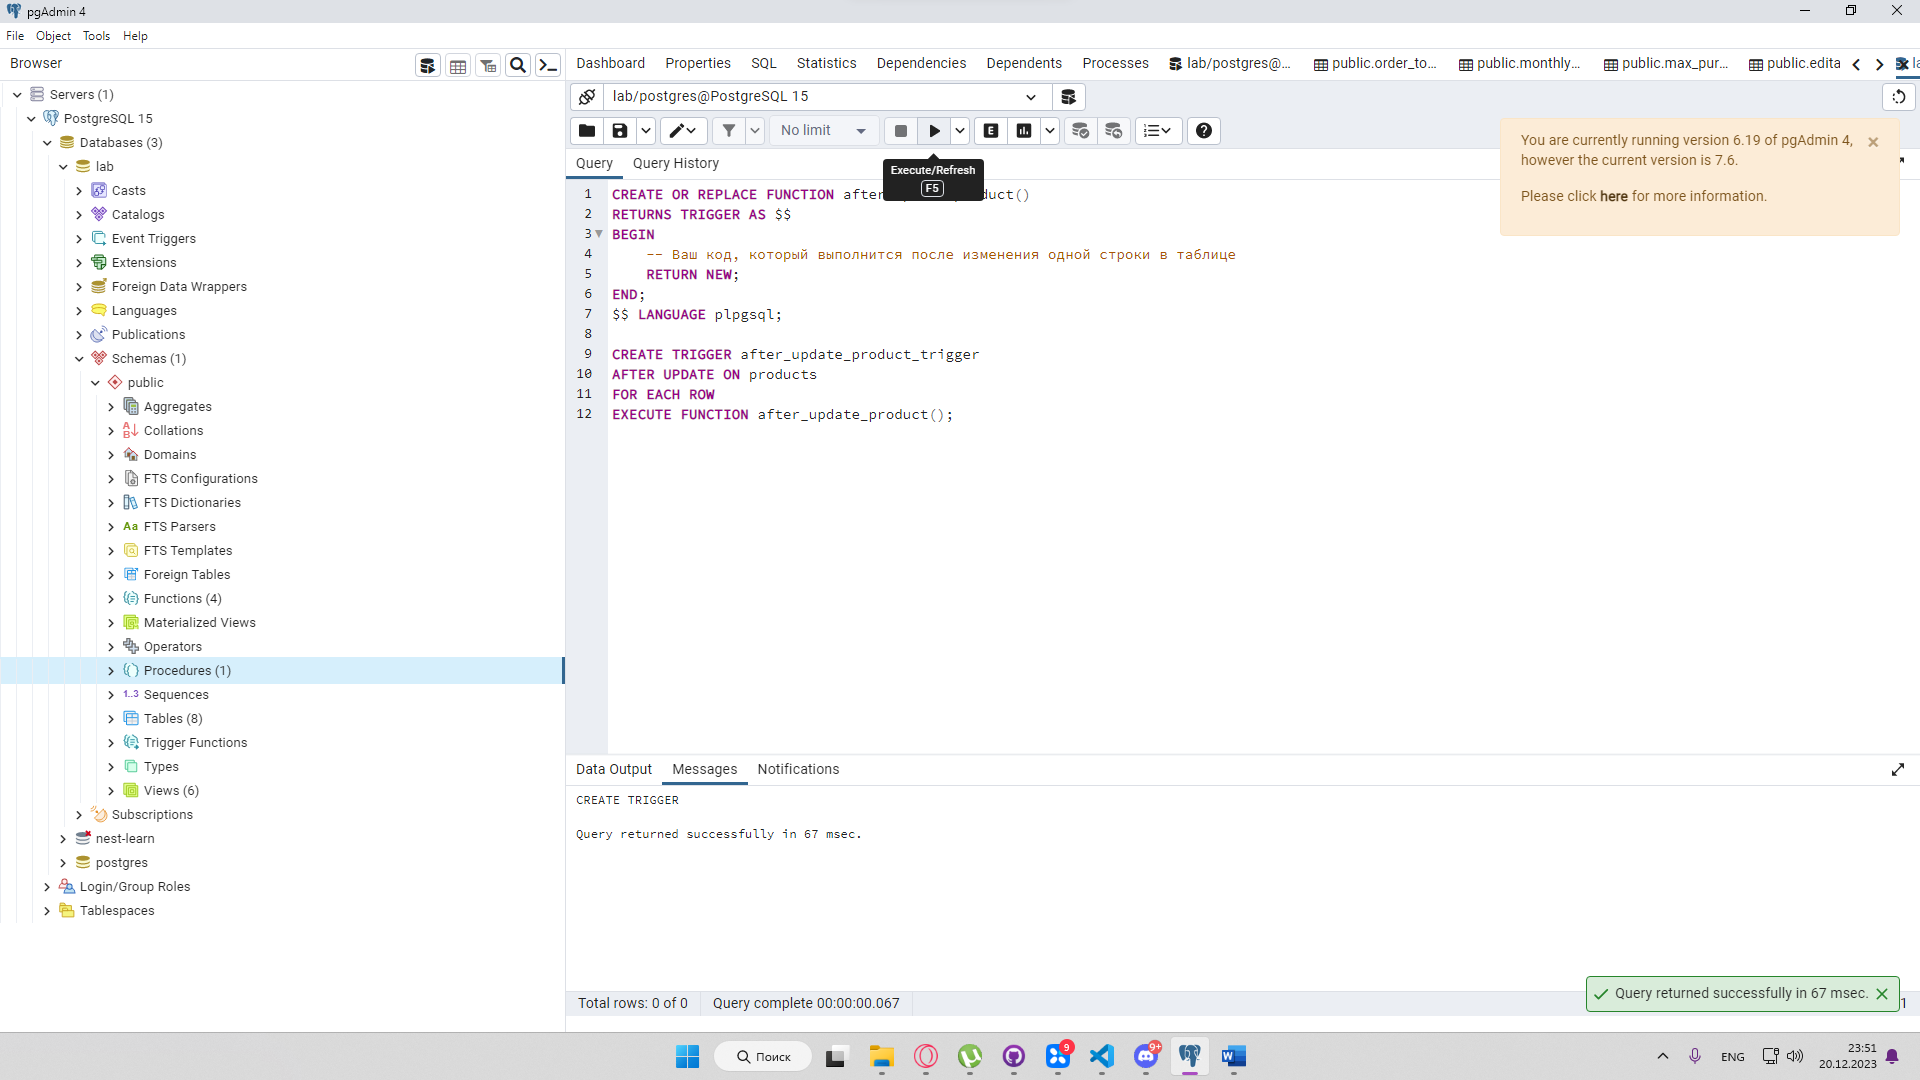 pgAdmin 4
File Object Tools Help
Browser
Dashboard Properties SQL Statistics Dependencies Dependents Processes lab/postgres@... public.order_to... public.monthly... public.max_pur... public.edita
Servers (1)
PostgreSQL 15
Databases (3)
lab
Casts
Catalogs
Event Triggers
Extensions
Foreign Data Wrappers
Languages
Publications
Schemas (1)
public
Aggregates
Collations
Domains
FTS Configurations
FTS Dictionaries
Aa FTS Parsers
FTS Templates
Foreign Tables
Functions (4)
Materialized Views
Operators
Procedures (1)
1..3 Sequences
Tables (8)
Trigger Functions
Types
Views (6)
Subscriptions
nest-learn
postgres
Login/Group Roles
Tablespaces
lab/postgres@PostgreSQL 15
No limit
E
Query Query History
Execute/Refresh
F5
You are currently running version 6.19 of pgAdmin 4,
however the current version is 7.6.
Please click here for more information.
1 CREATE OR REPLACE FUNCTION after duct()
2 RETURNS TRIGGER AS $$
3 BEGIN
4 -- Ваш код, который выполнится после изменения одной строки в таблице
5 RETURN NEW;
6 END;
7 $$ LANGUAGE plpgsql;
8
9 CREATE TRIGGER after_update_product_trigger
10 AFTER UPDATE ON products
11 FOR EACH ROW
12 EXECUTE FUNCTION after_update_product();
Data Output Messages Notifications
CREATE TRIGGER
Query returned successfully in 67 msec.
Total rows: 0 of 0 Query complete 00:00:00.067
Query returned successfully in 67 msec.
1
Поиск
9
9+
ENG
23:51
20.12.2023